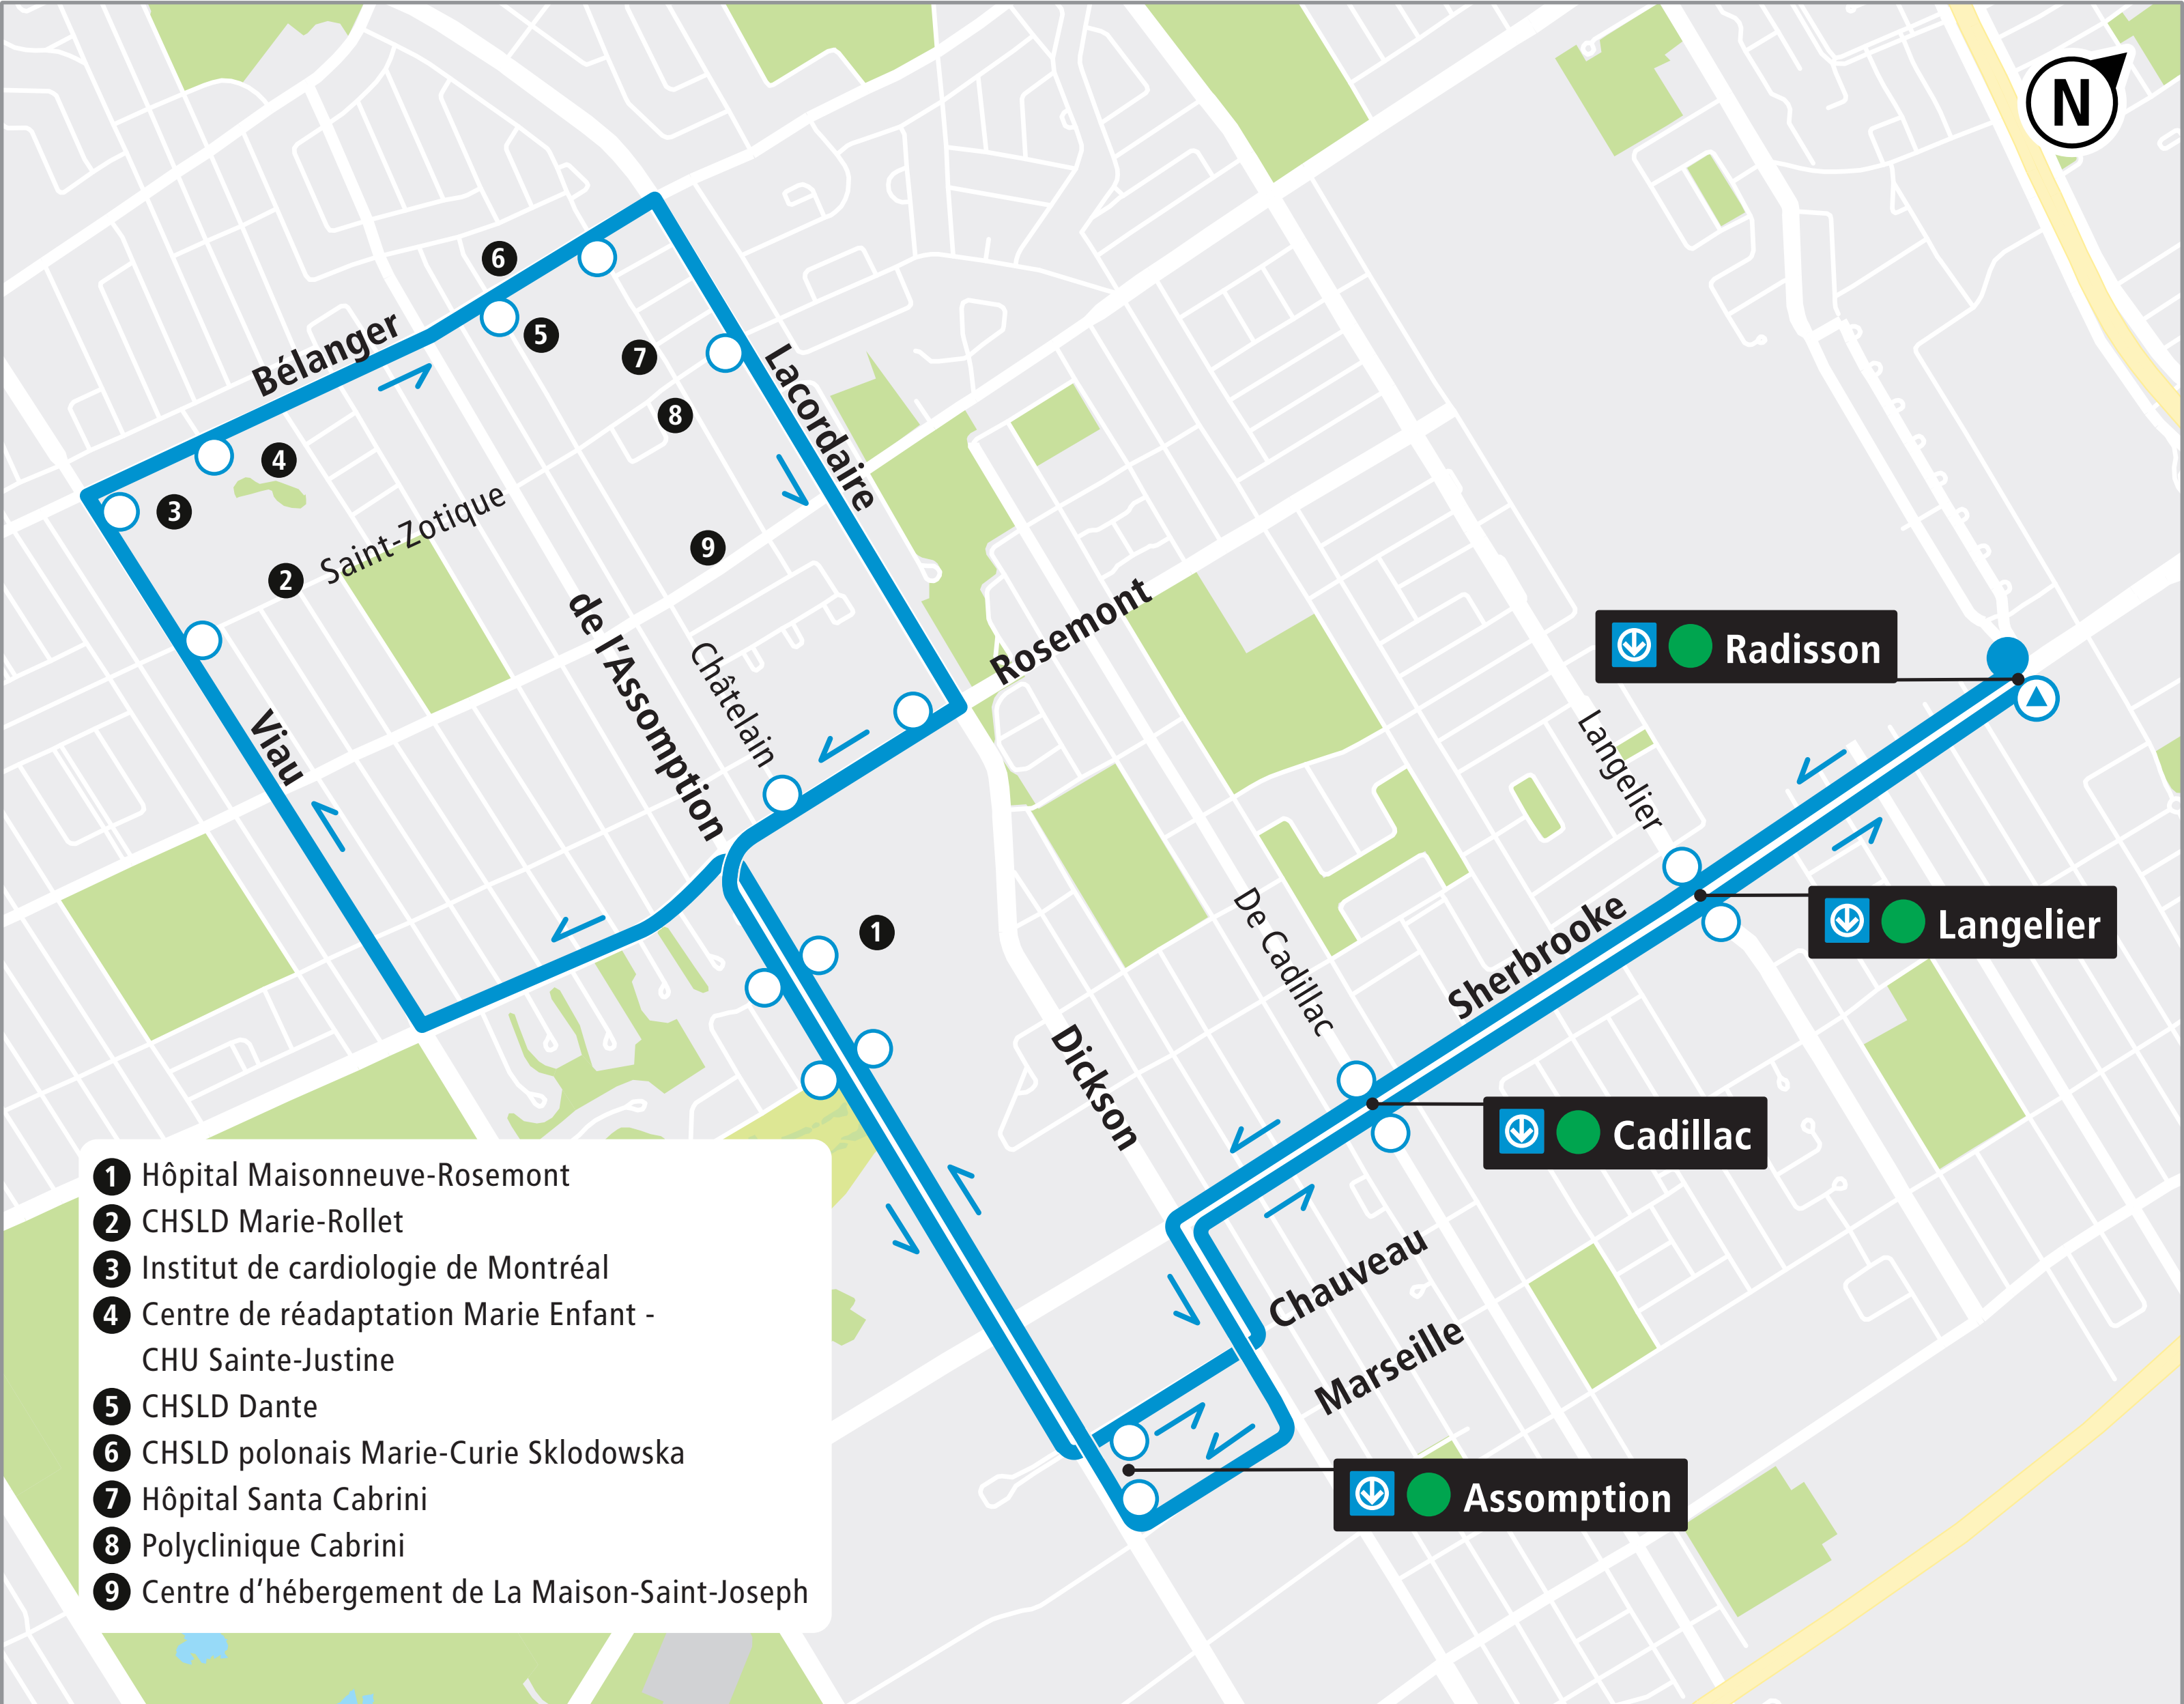 N
6
5
7
Bélanger
Lacordaire
8
4
3
Saint-Zotique
9
2
de l'Assomption
Châtelain
Rosemont
Radisson
Viau
Langelier
1
De Cadillac
Sherbrooke
Langelier
Dickson
Cadillac
Chauveau
Marseille
Assomption
1 Hôpital Maisonneuve-Rosemont
2 CHSLD Marie-Rollet
3 Institut de cardiologie de Montréal
4 Centre de réadaptation Marie Enfant -
CHU Sainte-Justine
5 CHSLD Dante
6 CHSLD polonais Marie-Curie Sklodowska
7 Hôpital Santa Cabrini
8 Polyclinique Cabrini
9 Centre d’hébergement de La Maison-Saint-Joseph